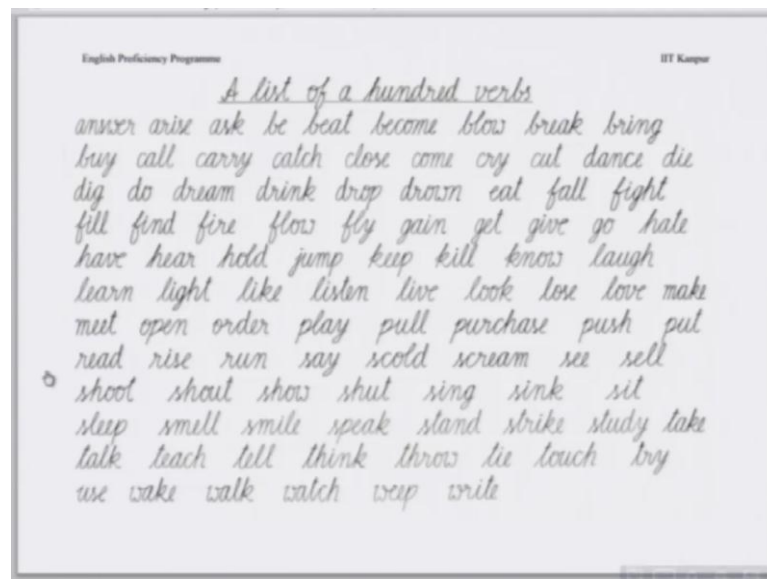 English Proficiency Programme IIT Kanpur
A list of a hundred verbs
answer arise ask be beat become blow break bring
buy call carry catch close come cry cut dance die
dig do dream drink drop drown eat fall fight
fill find fire flow fly gain get give go hate
have hear hold jump keep kill know laugh
learn light like listen live look lose love make
meet open order play pull purchase push put
read rise run say scold scream see sell
shoot shout show shut sing sink sit
sleep smell smile speak stand strike study take
talk teach tell think throw tie touch try
use wake walk watch weep write